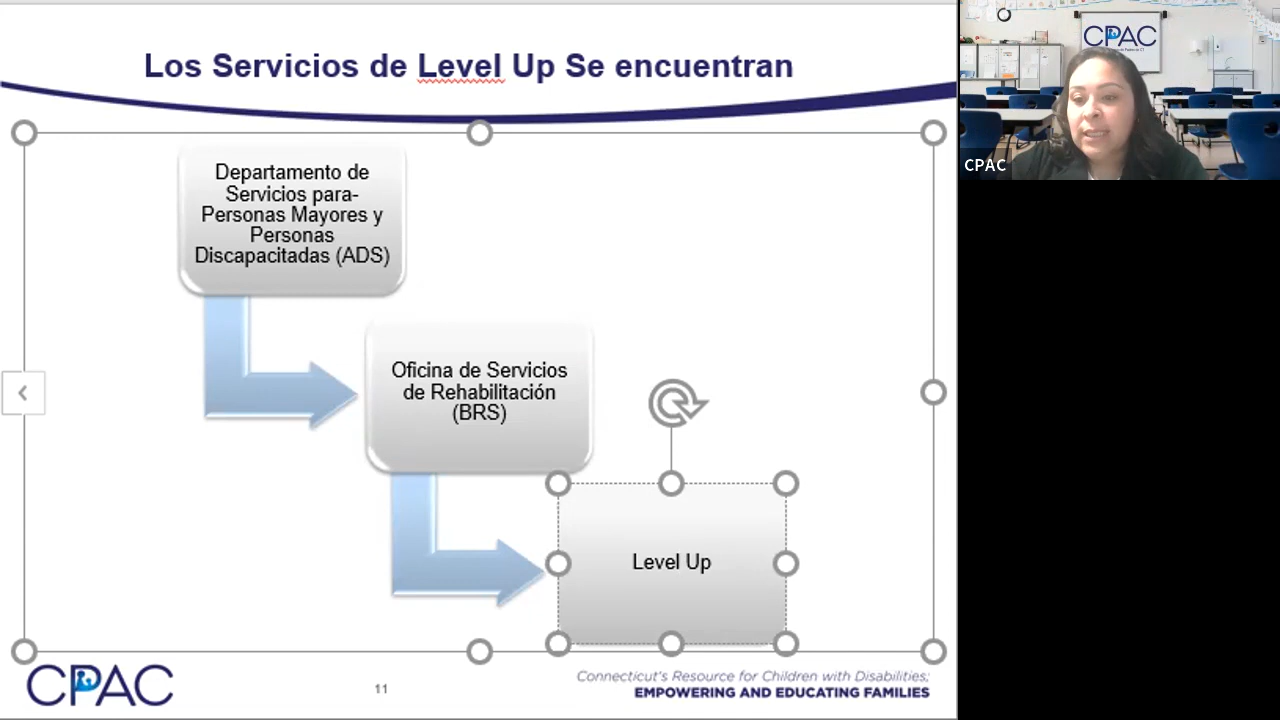 Los Servicios de Level Up Se encuentran
Departamento de
Servicios para-
Personas Mayores y
Personas
Discapacitadas (ADS)
Oficina de Servicios
de Rehabilitación
(BRS)
Level Up
CPAC
11
Connecticut's Resource for Children with Disabilities;
EMPOWERING AND EDUCATING FAMILIES
CPAC
CPAC